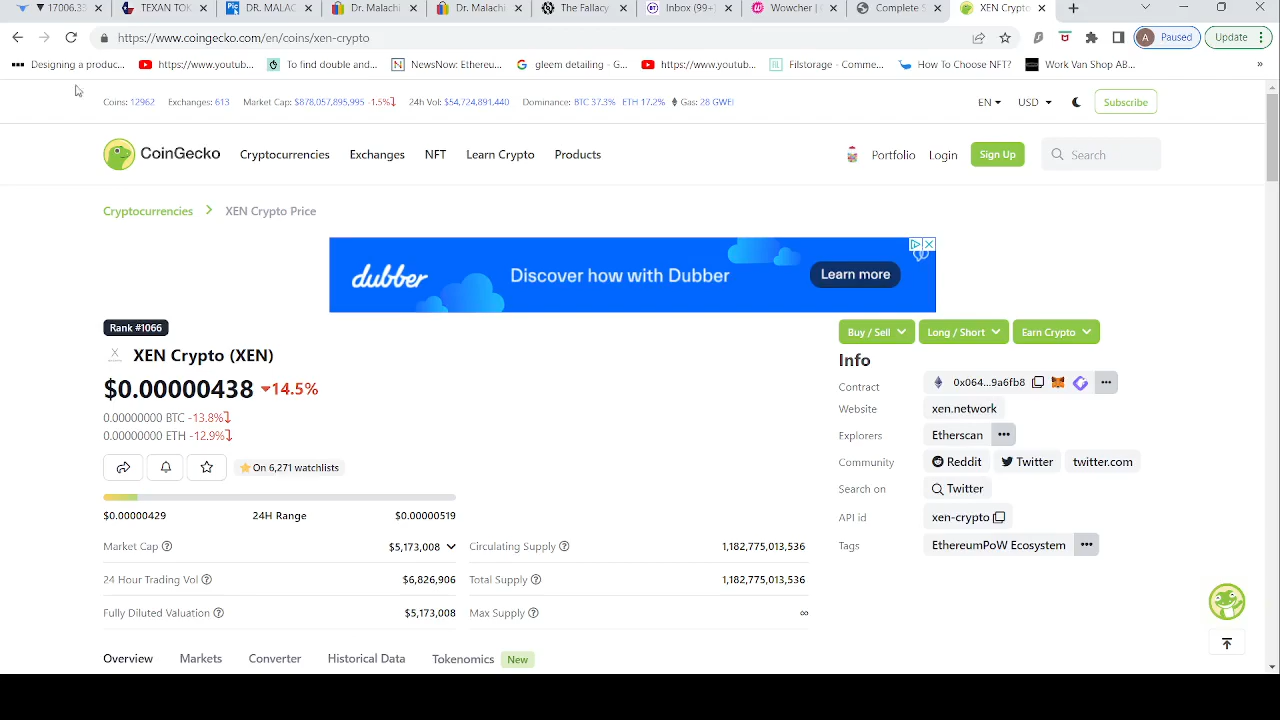 17006.33
TEXAN TOK
DR. MALAC
Dr. Malachi
Dr. Malachi
The Fallacy
Inbox (99+)
Wowcher |
Complete S
XEN Crypto
https://www.coingecko.com/en/coins/xen-crypto
A Paused
Update
Designing a produc...
https://www.youtub...
To find double and...
NewsNow: Ethereu...
gleem detailing - G...
https://www.youtub...
Filstorage - Comme...
How To Choose NFT?
Work Van Shop AB...
»
Coins: 12962 Exchanges: 613 Market Cap: $878,057,895,995 -1.5% 24h Vol: $54,724,891,440 Dominance: BTC 37.3% ETH 17.2% Gas: 28 GWEI
EN USD Subscribe
CoinGecko Cryptocurrencies Exchanges NFT Learn Crypto Products Portfolio Login Sign Up Search
Cryptocurrencies > XEN Crypto Price
dubber Discover how with Dubber Learn more
Rank #1066
XEN Crypto (XEN)
$0.00000438 14.5%
0.00000000 BTC -13.8%
0.00000000 ETH -12.9%
On 6,271 watchlists
$0.00000429 24H Range $0.00000519
Market Cap $5,173,008
Circulating Supply 1,182,775,013,536
24 Hour Trading Vol $6,826,906
Total Supply 1,182,775,013,536
Fully Diluted Valuation $5,173,008
Max Supply ∞
Overview Markets Converter Historical Data Tokenomics New
Buy / Sell Long / Short Earn Crypto
Info
Contract 0x064...9a6fb8 •••
Website xen.network
Explorers Etherscan •••
Community Reddit Twitter twitter.com
Search on Twitter
API id xen-crypto
Tags EthereumPoW Ecosystem •••